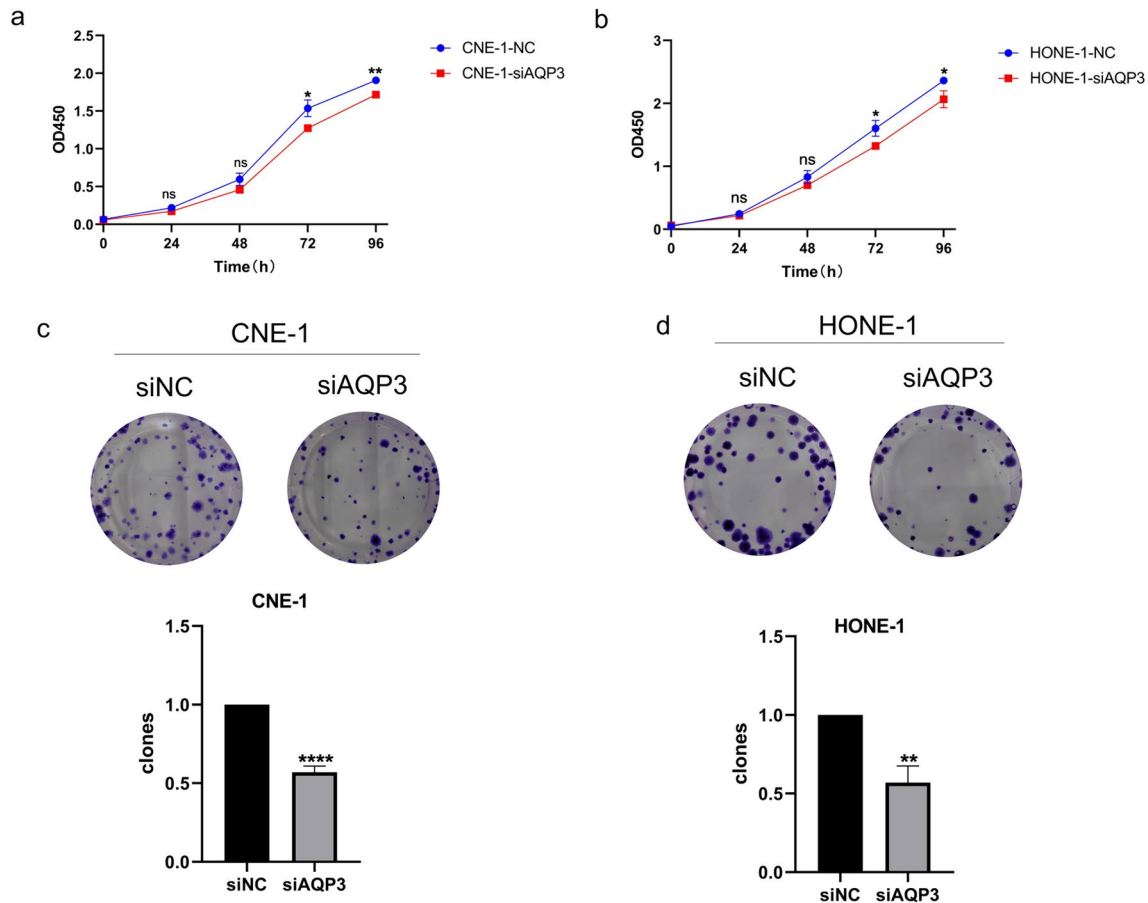 a
2.5
2.0
1.5
1.0
0.5
0.0
OD450
ns
ns
*
**
0
24
48
72
96
Time(h)
CNE-1-NC
CNE-1-siAQP3
b
3
2
1
0
OD450
ns
ns
*
*
0
24
48
72
96
Time(h)
HONE-1-NC
HONE-1-siAQP3
c
CNE-1
siNC
siAQP3
CNE-1
1.5
1.0
0.5
0.0
clones
****
siNC
siAQP3
d
HONE-1
siNC
siAQP3
HONE-1
1.5
1.0
0.5
0.0
clones
**
siNC
siAQP3